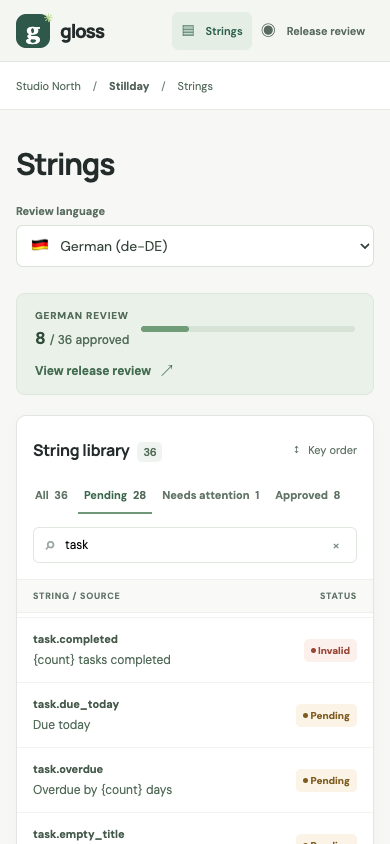 g gloss
Strings
Release review
Studio North / Stillday / Strings
Strings
Review language
German (de-DE)
GERMAN REVIEW
8 / 36 approved
View release review ↗
String library 36
↕ Key order
All 36 Pending 28 Needs attention 1 Approved 8
task ×
STRING / SOURCE STATUS
task.completed
{count} tasks completed
Invalid
task.due_today
Due today
Pending
task.overdue
Overdue by {count} days
Pending
task.empty_title
Pending